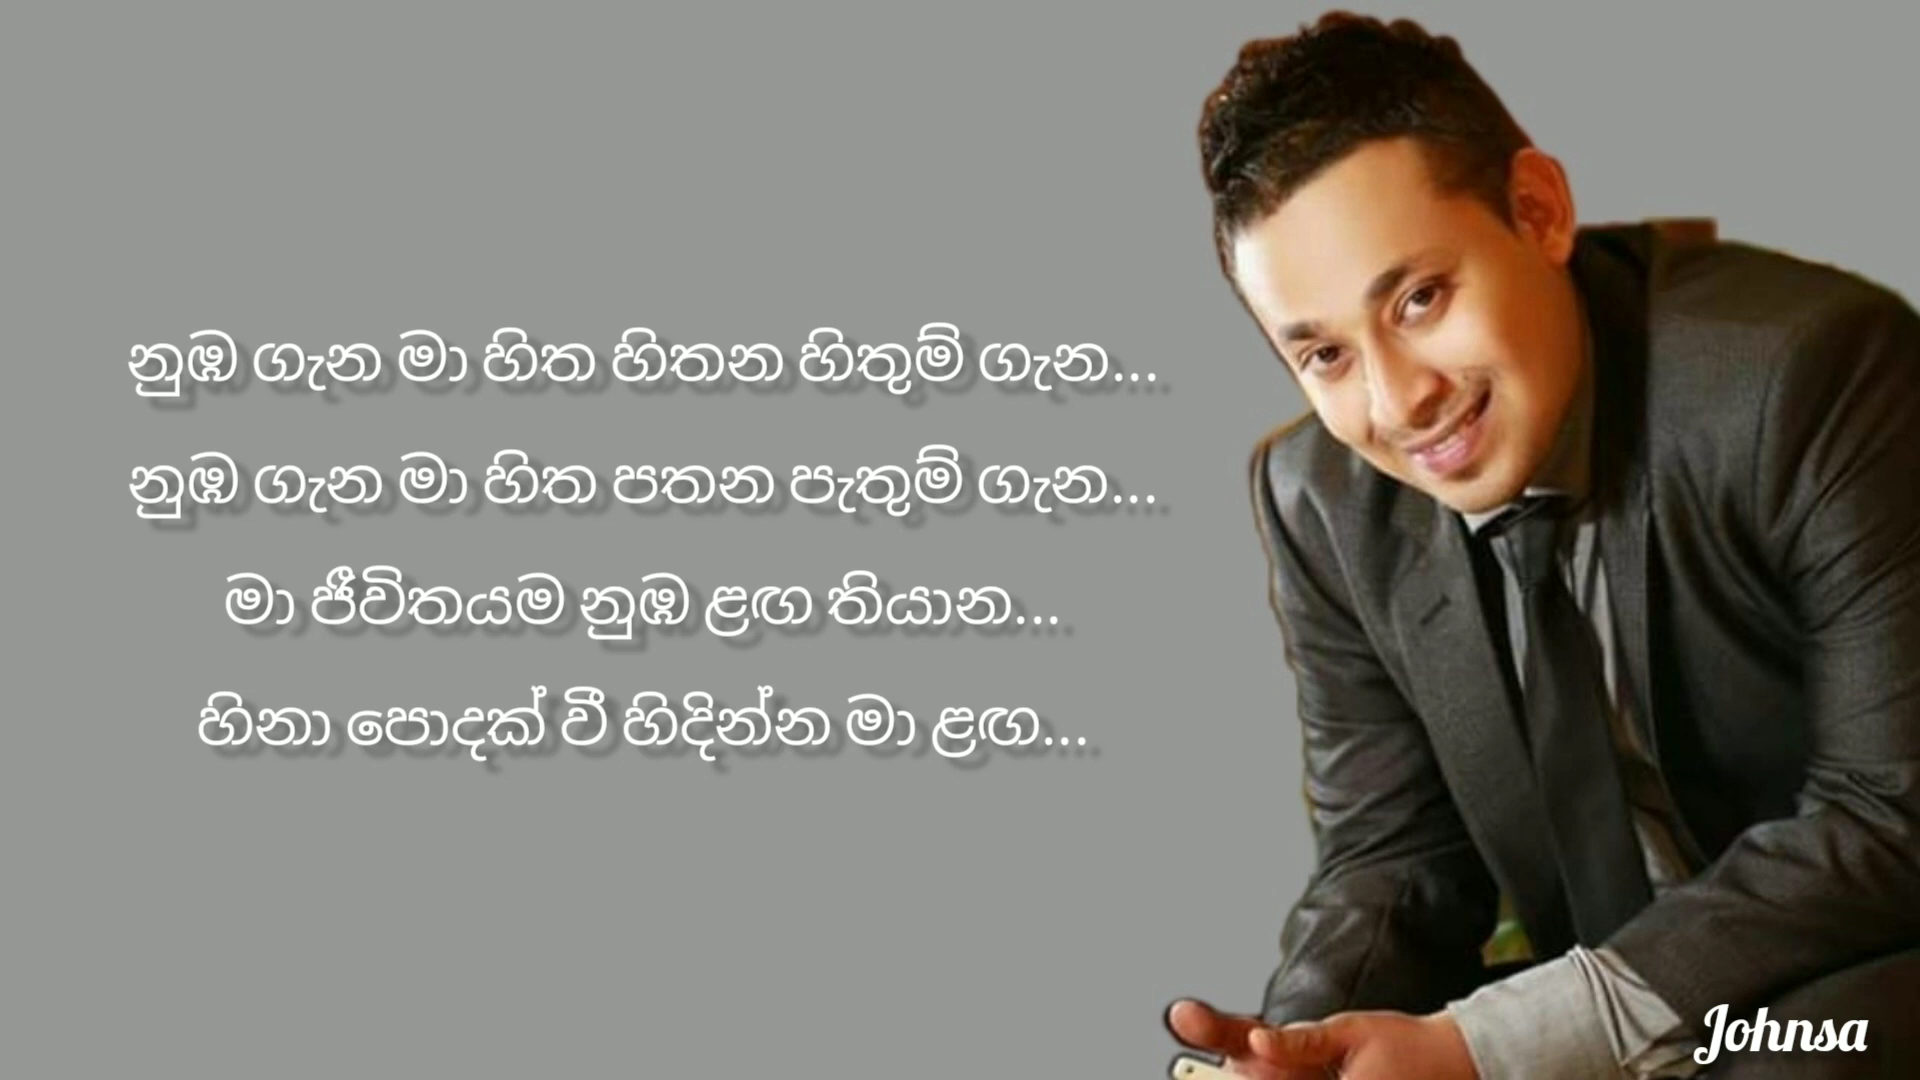 නුඹ ගැන මා හිත හිතන හිතුම් ගැන...
නුඹ ගැන මා හිත පතන පැතුම් ගැන...
මා ජීවිතයම නුඹ ළඟ තියාන...
හිනා පොදක් වී හිදින්න මා ළඟ...
Johnsa